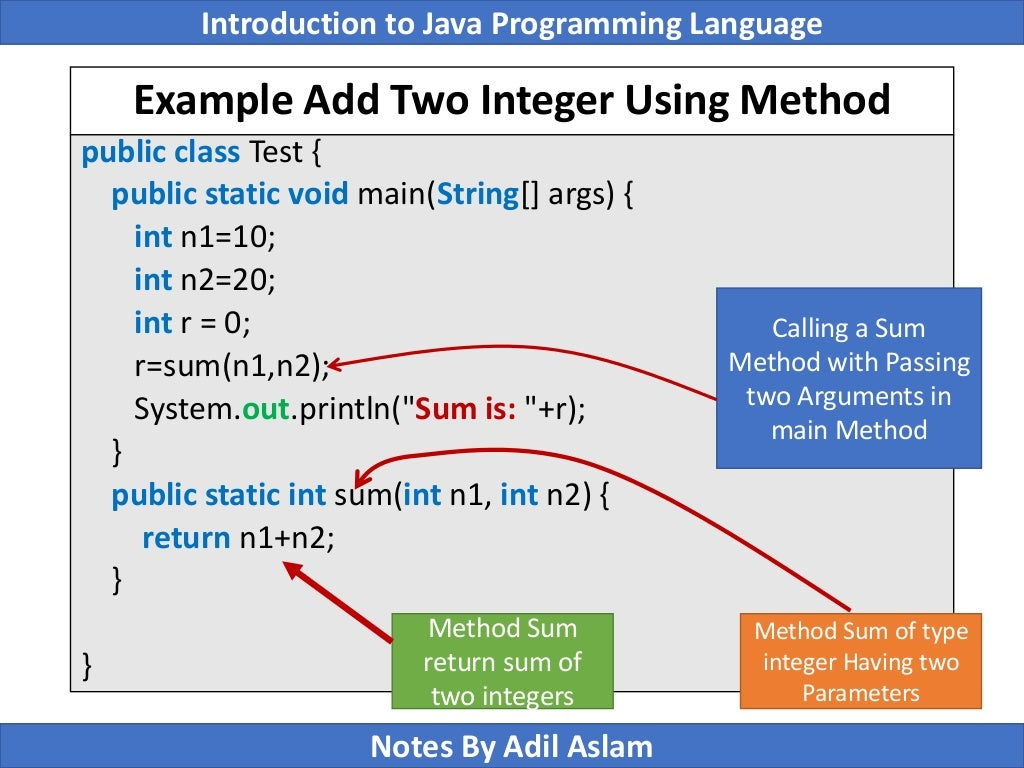 Introduction to Java Programming Language
Example Add Two Integer Using Method
public class Test {
public static void main(String[] args) {
int n1=10;
int n2=20;
int r = 0;
r=sum(n1,n2);
System.out.println("Sum is: "+r);
}
public static int sum(int n1, int n2) {
return n1+n2;
}
}
Calling a Sum
Method with Passing
two Arguments in
main Method
Method Sum
return sum of
two integers
Method Sum of type
integer Having two
Parameters
Notes By Adil Aslam